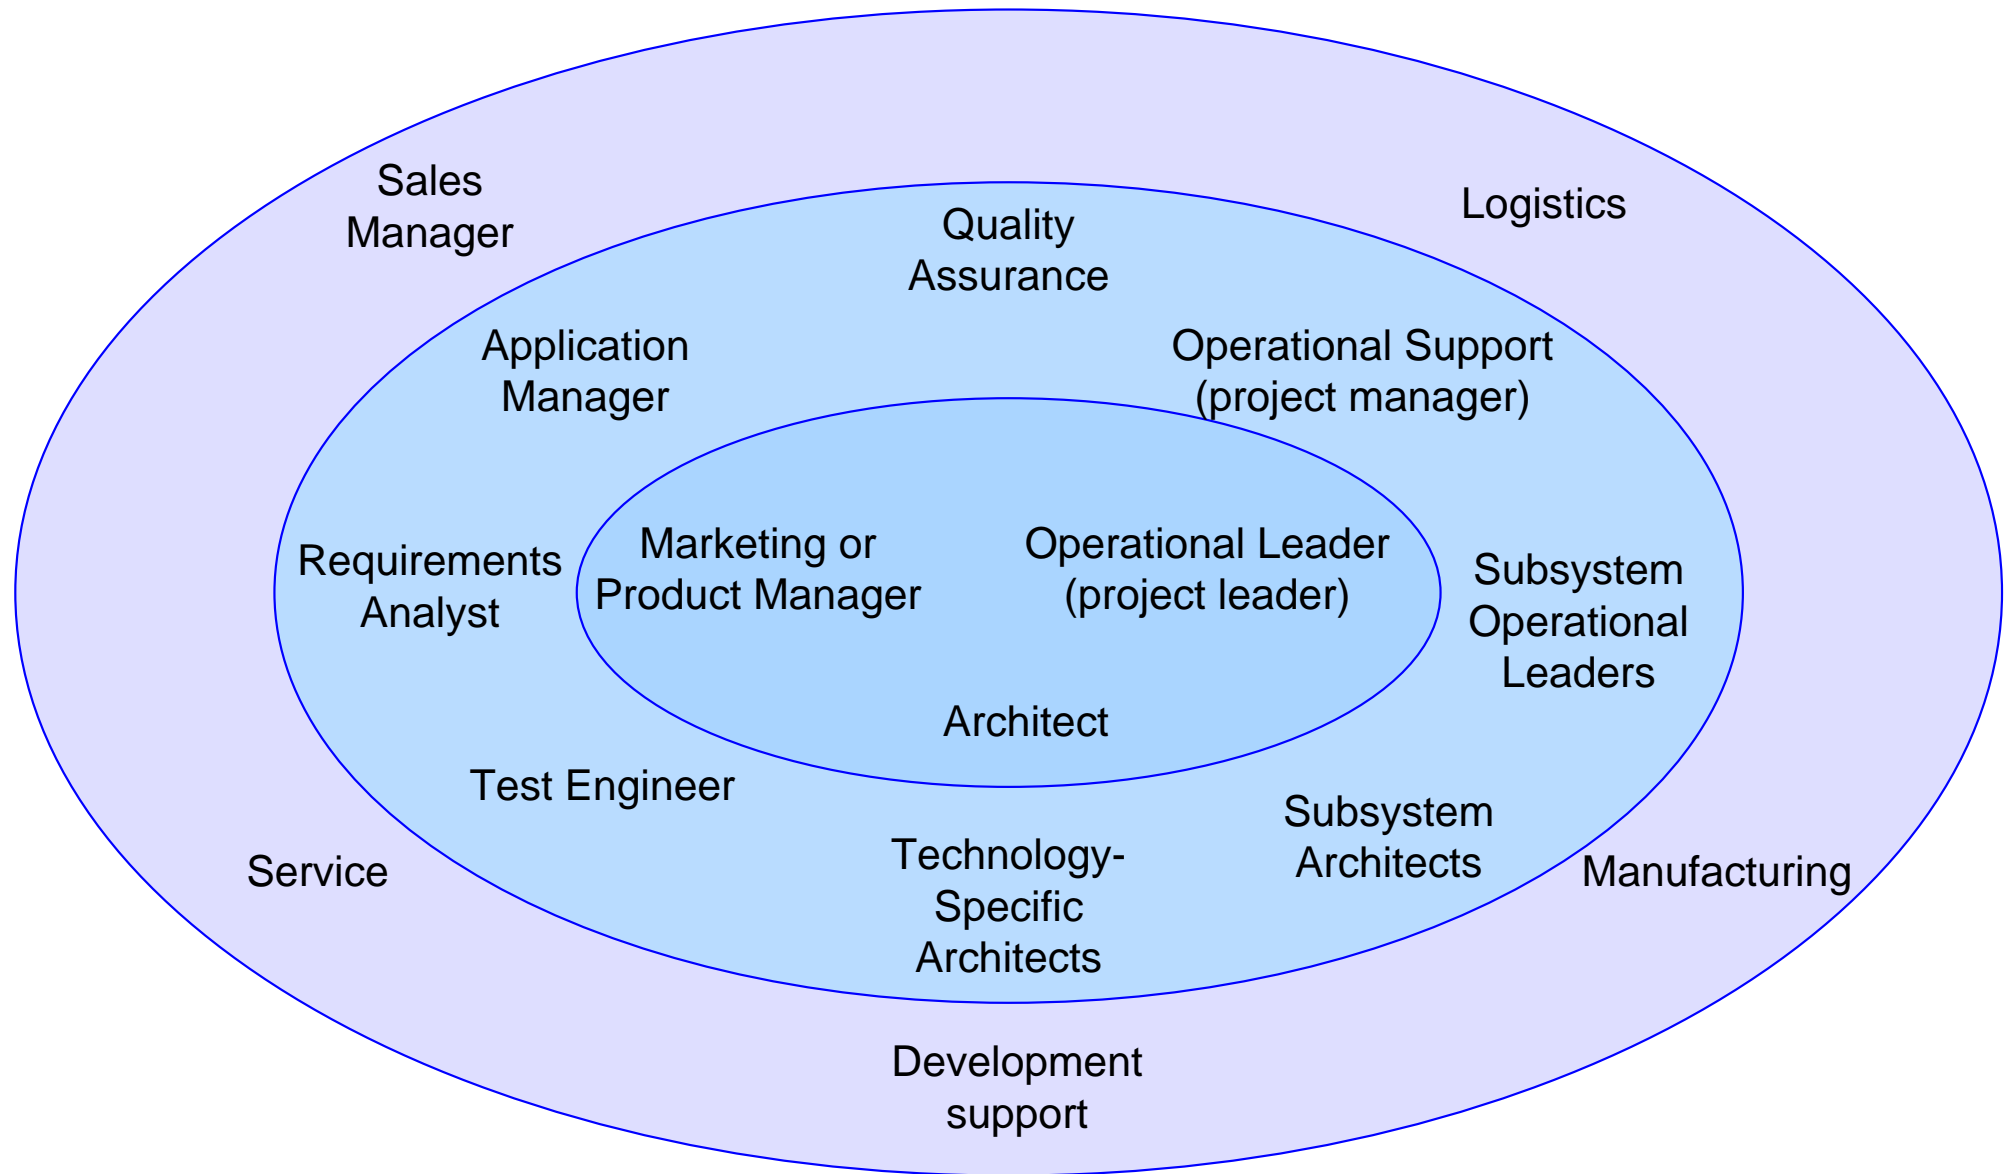 Sales
Manager
Logistics
Quality
Assurance
Application
Manager
Operational Support
(project manager)
Requirements
Analyst
Marketing or
Product Manager
Operational Leader
(project leader)
Subsystem
Operational
Leaders
Architect
Test Engineer
Subsystem
Architects
Technology-
Specific
Architects
Service
Manufacturing
Development
support